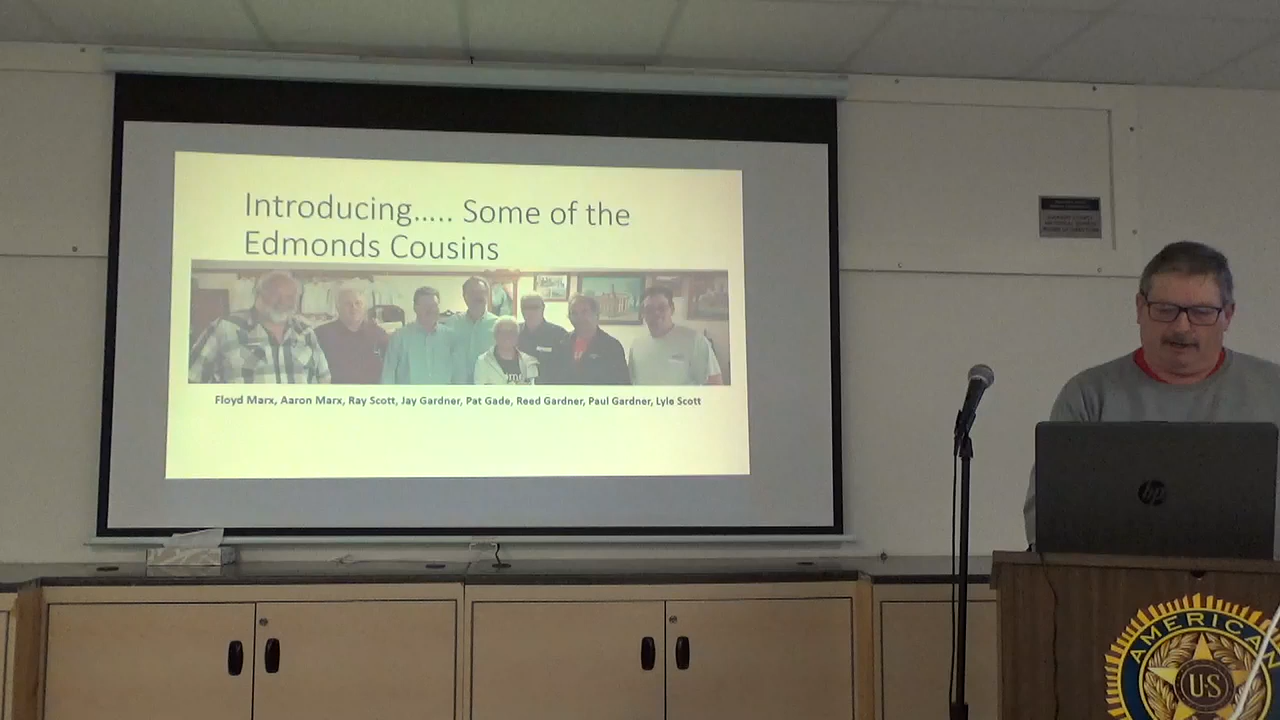 Introducing..... Some of the
Edmonds Cousins
Floyd Marx, Aaron Marx, Ray Scott, Jay Gardner, Pat Gade, Reed Gardner, Paul Gardner, Lyle Scott
hp
AMERICAN
U·S